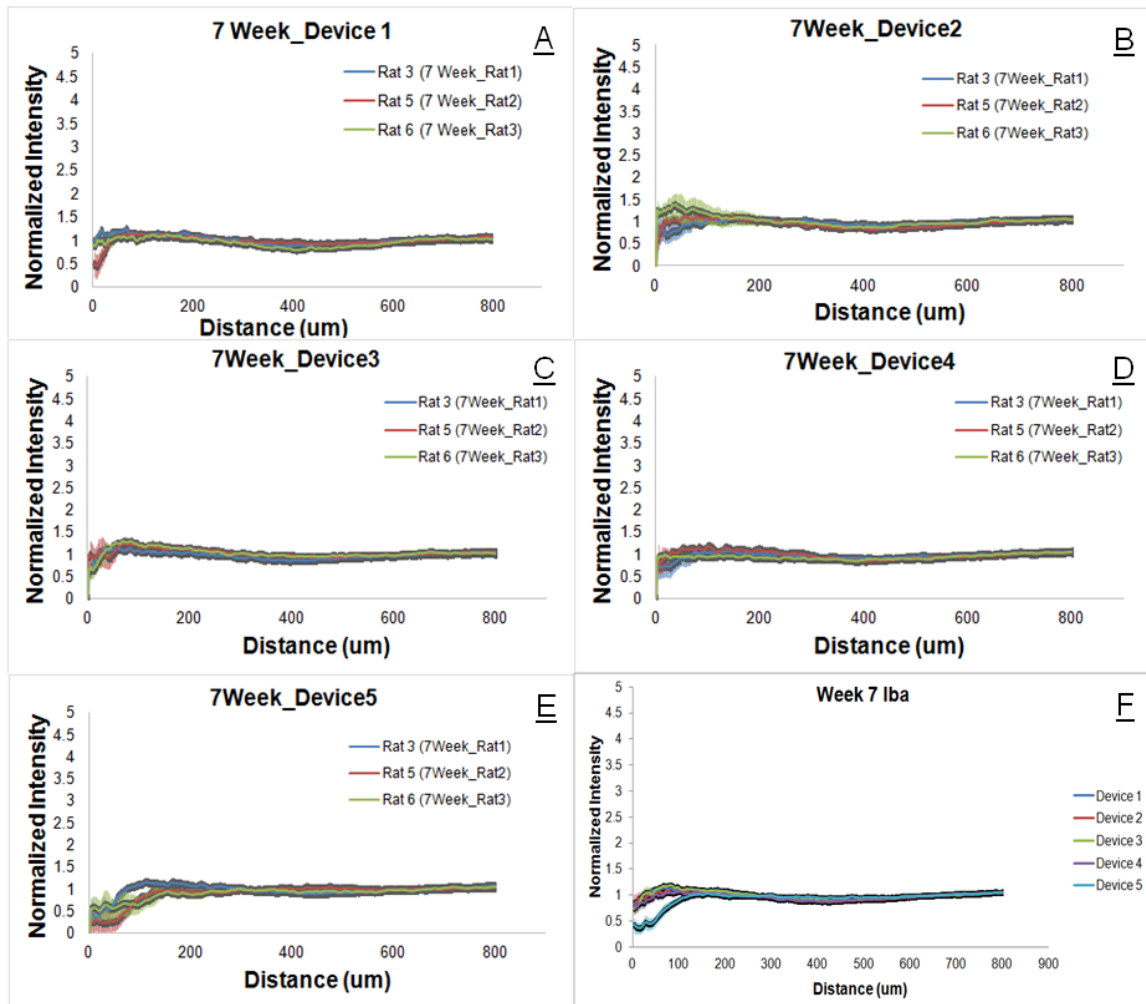 7 Week_Device 1
A
Normalized Intensity
5
4.5
4
3.5
3
2.5
2
1.5
1
0.5
0
Rat 3 (7 Week_Rat1)
Rat 5 (7 Week_Rat2)
Rat 6 (7 Week_Rat3)
0 200 400 600 800
Distance (um)
7Week_Device2
B
Normalized Intensity
5
4.5
4
3.5
3
2.5
2
1.5
1
0.5
0
Rat 3 (7Week_Rat1)
Rat 5 (7Week_Rat2)
Rat 6 (7Week_Rat3)
0 200 400 600 800
Distance (um)
7Week_Device3
C
Normalized Intensity
5
4.5
4
3.5
3
2.5
2
1.5
1
0.5
0
Rat 3 (7Week_Rat1)
Rat 5 (7Week_Rat2)
Rat 6 (7Week_Rat3)
0 200 400 600 800
Distance (um)
7Week_Device4
D
Normalized Intensity
5
4.5
4
3.5
3
2.5
2
1.5
1
0.5
0
Rat 3 (7Week_Rat1)
Rat 5 (7Week_Rat2)
Rat 6 (7Week_Rat3)
0 200 400 600 800
Distance (um)
7Week_Device5
E
Normalized Intensity
5
4.5
4
3.5
3
2.5
2
1.5
1
0.5
0
Rat 3 (7Week_Rat1)
Rat 5 (7Week_Rat2)
Rat 6 (7Week_Rat3)
0 200 400 600 800
Distance (um)
Week 7 Iba
F
Normalized Intensity
5
4.5
4
3.5
3
2.5
2
1.5
1
0.5
0
Device 1
Device 2
Device 3
Device 4
Device 5
0 100 200 300 400 500 600 700 800 900
Distance (um)